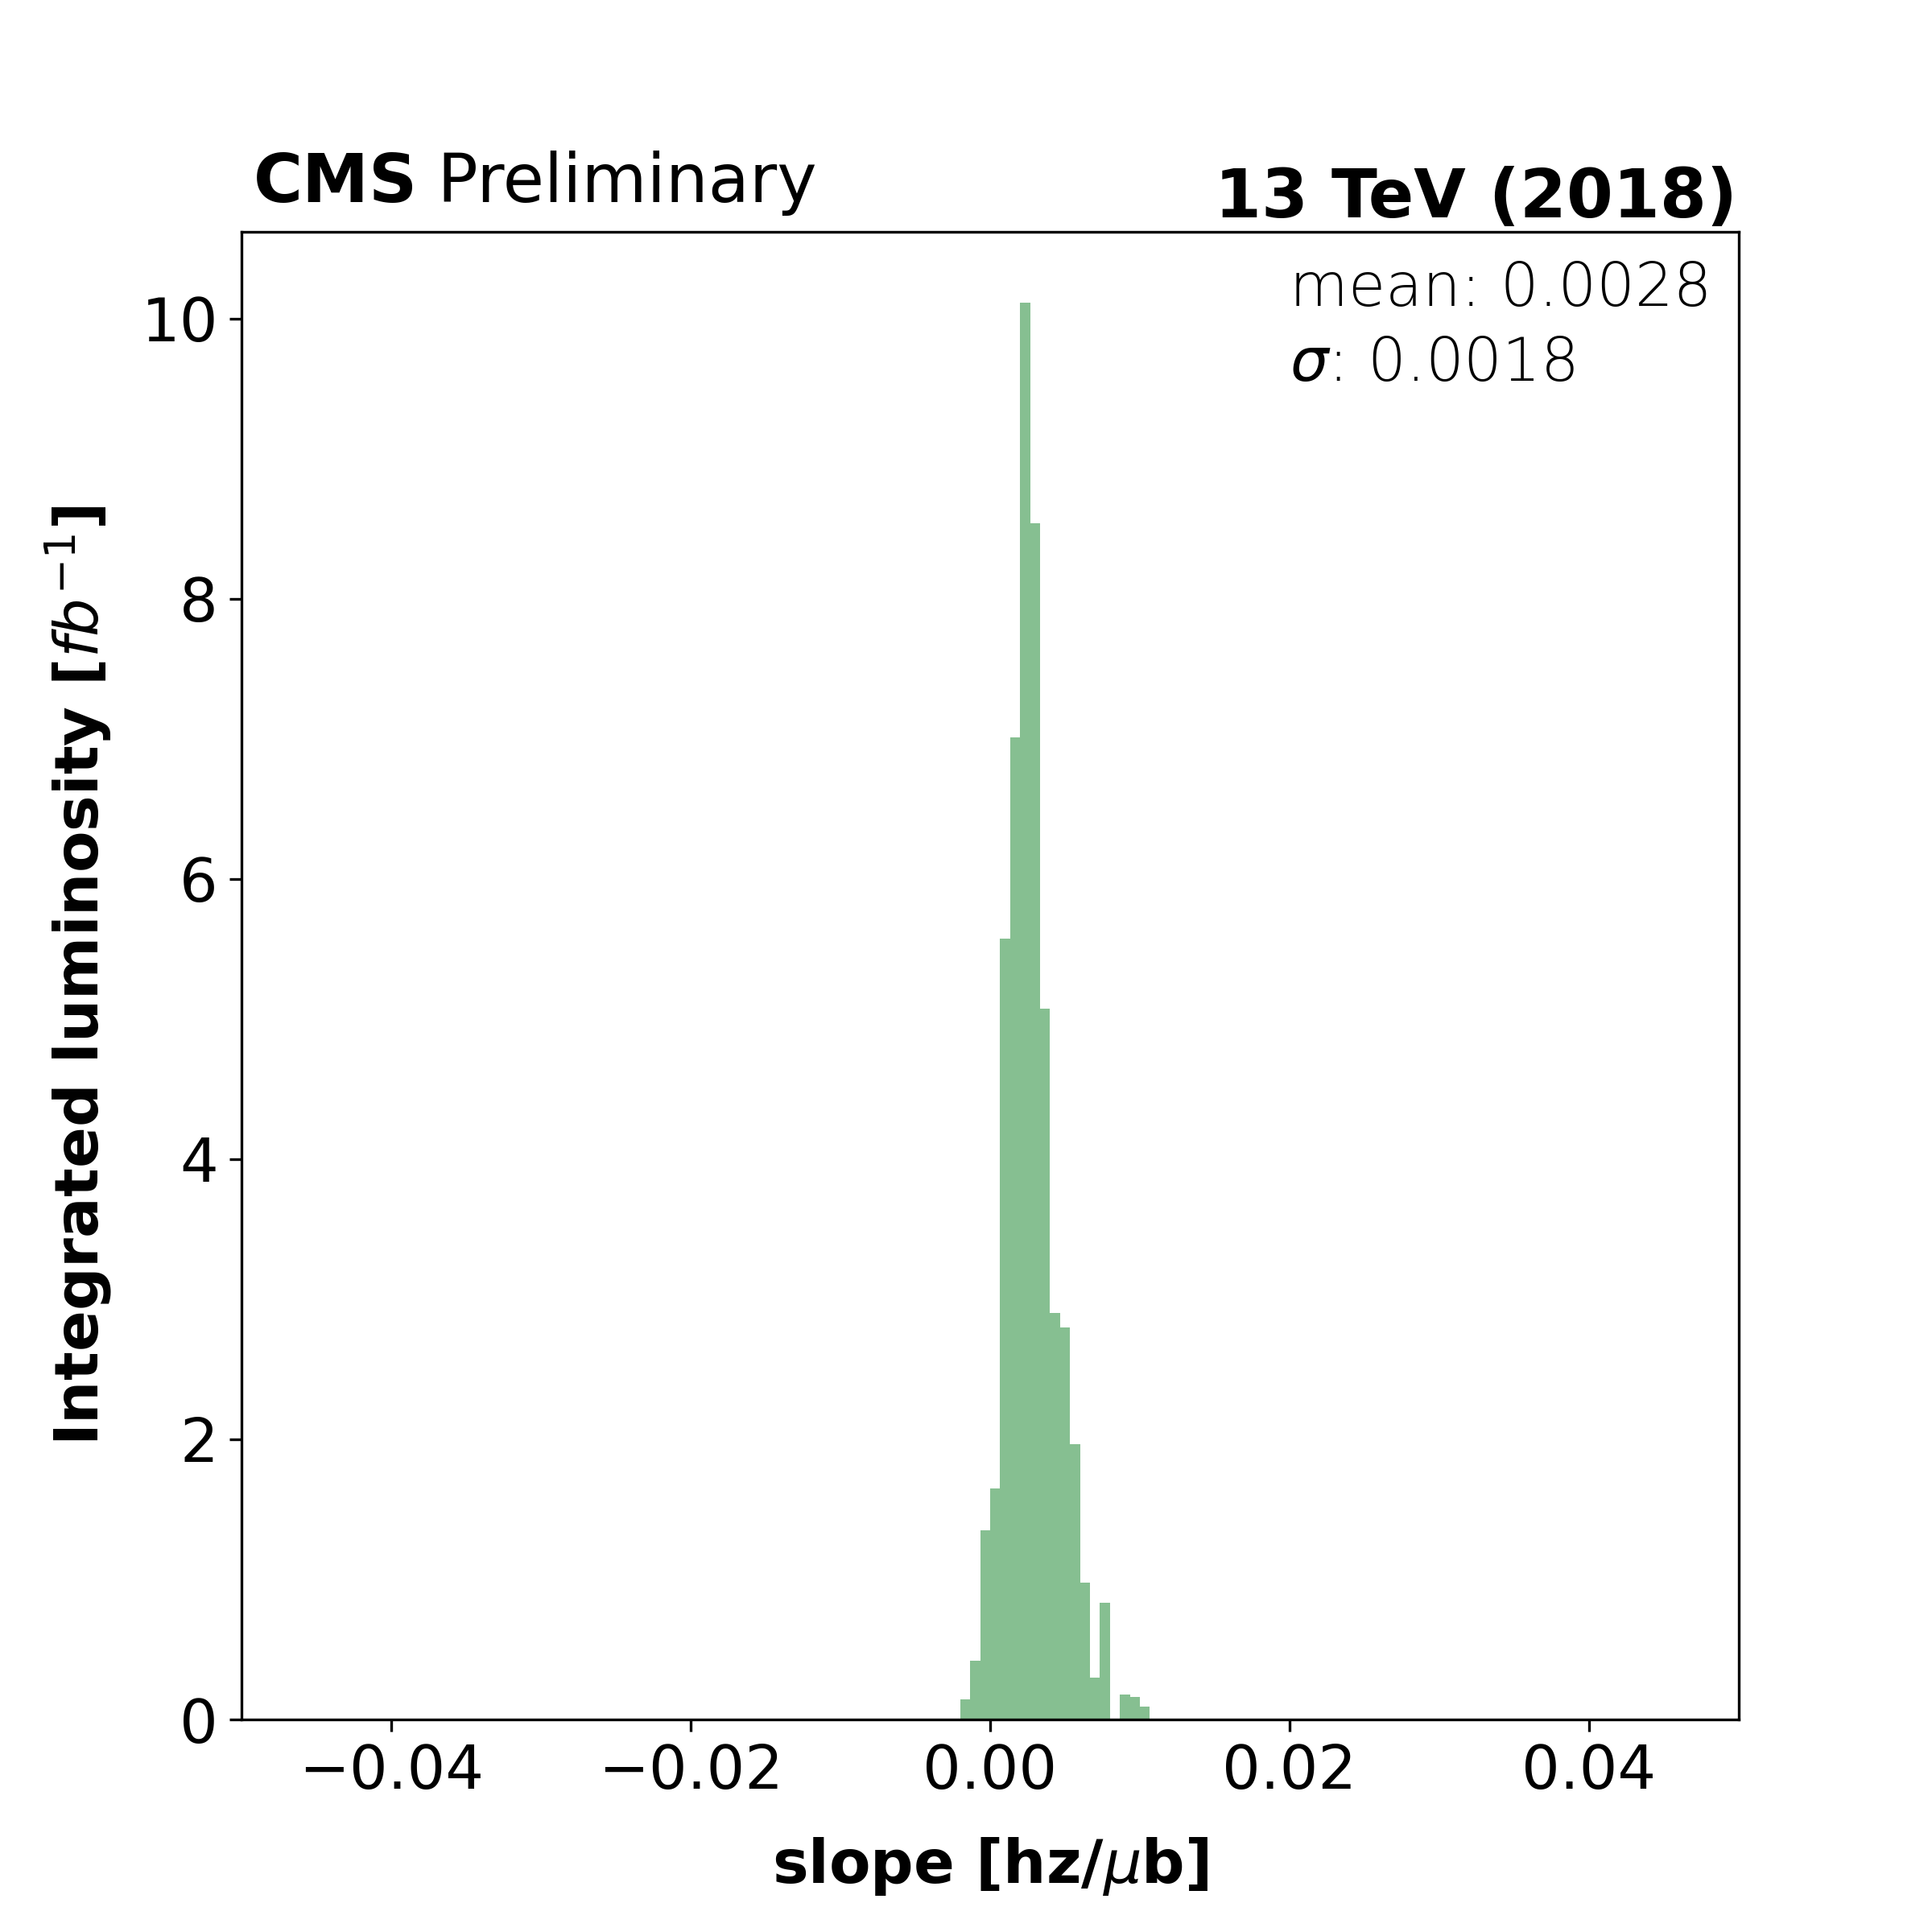 CMS Preliminary
13 TeV (2018)
mean: 0.0028
σ: 0.0018
Integrated luminosity [fb⁻¹]
10
8
6
4
2
0
−0.04 −0.02 0.00 0.02 0.04
slope [hz/μb]